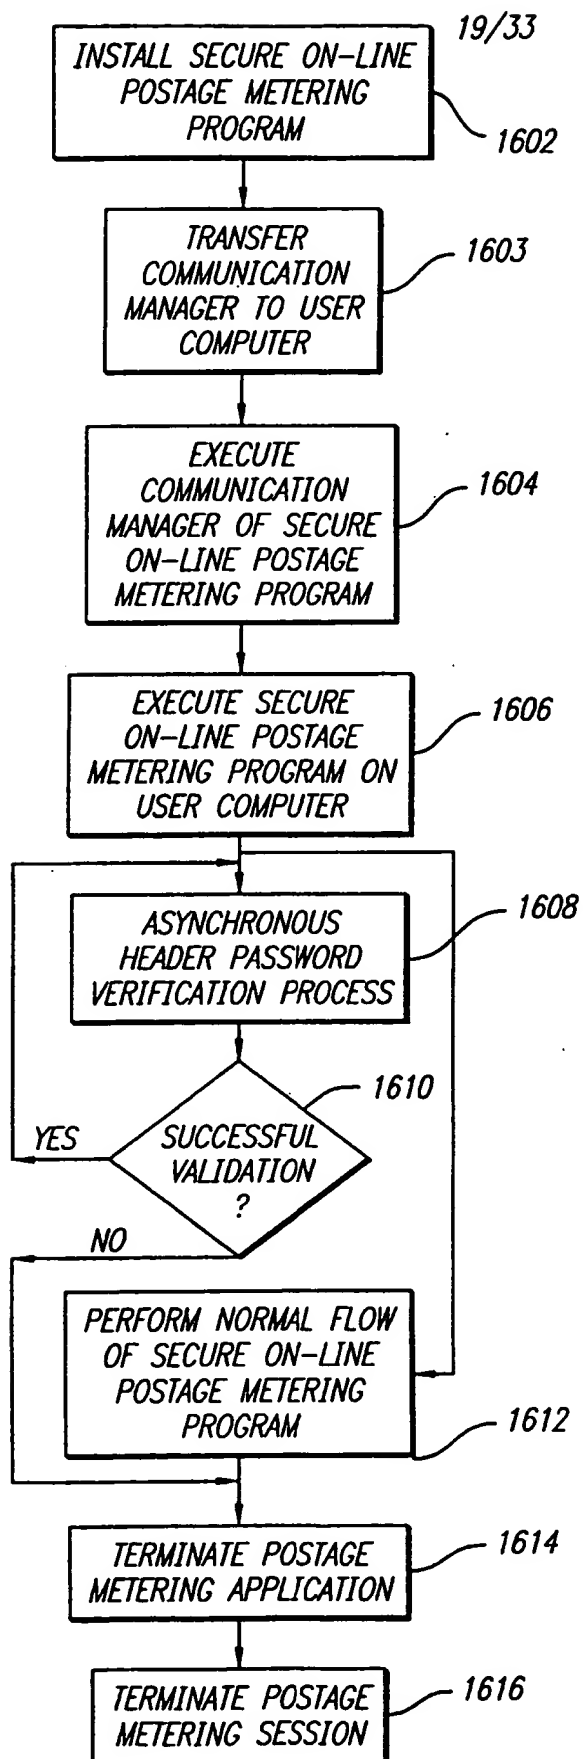 19/33
INSTALL SECURE ON-LINE
POSTAGE METERING
PROGRAM
1602
TRANSFER
COMMUNICATION
MANAGER TO USER
COMPUTER
1603
EXECUTE
COMMUNICATION
MANAGER OF SECURE
ON-LINE POSTAGE
METERING PROGRAM
1604
EXECUTE SECURE
ON-LINE POSTAGE
METERING PROGRAM ON
USER COMPUTER
1606
ASYNCHRONOUS
HEADER PASSWORD
VERIFICATION PROCESS
1608
SUCCESSFUL
VALIDATION
?
1610
YES
NO
PERFORM NORMAL FLOW
OF SECURE ON-LINE
POSTAGE METERING
PROGRAM
1612
TERMINATE POSTAGE
METERING APPLICATION
1614
TERMINATE POSTAGE
METERING SESSION
1616